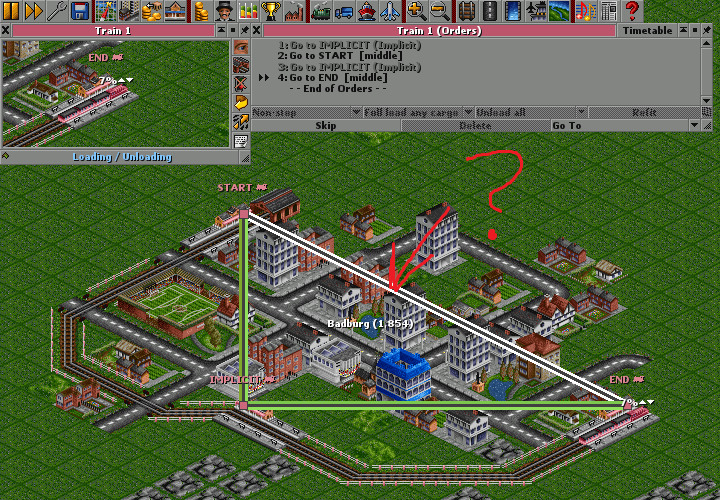 Train 1
Train 1 (Orders)
Timetable
END
7%
1: Go to IMPLICIT (Implicit)
2: Go to START [middle]
3: Go to IMPLICIT (Implicit)
4: Go to END [middle]
- - End of Orders - -
Non-stop
Full load any cargo
Unload all
Refit
Skip
Delete
Go To
Loading / Unloading
?
START
Badburg (1,854)
IMPLICIT
END
7%